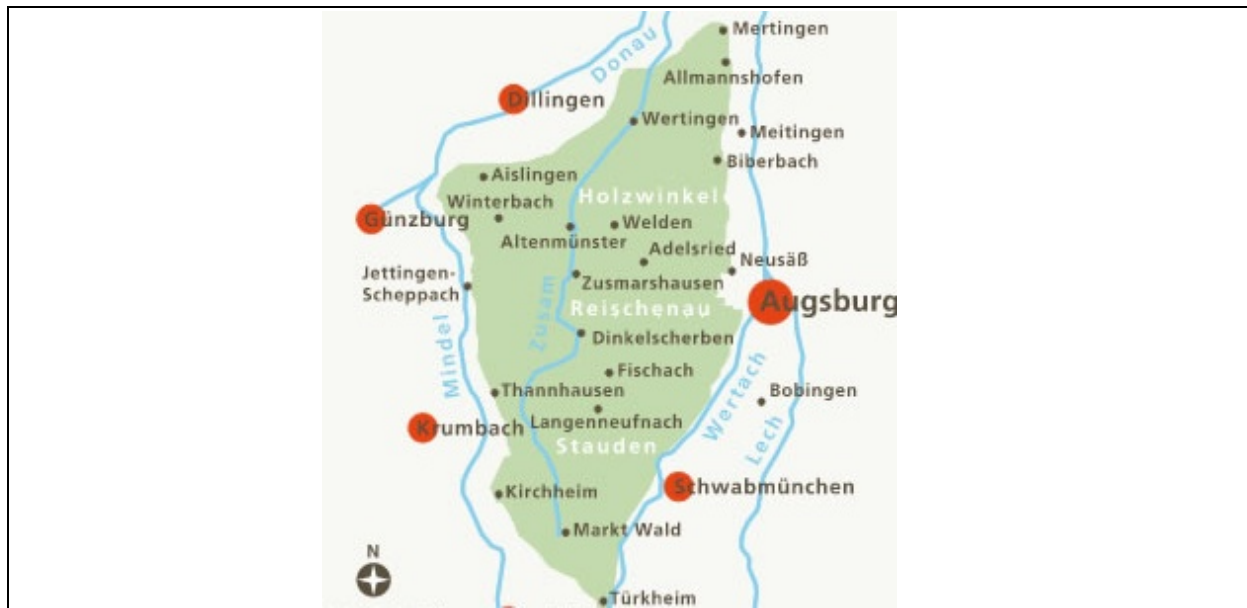 Mertingen
Donau
Allmannshofen
Dillingen
Wertingen
Meitingen
Biberbach
Aislingen
Holzwinkel
Winterbach
Günzburg
Welden
Altenmünster
Adelsried
Neusäß
Jettingen-
Scheppach
Zusmarshausen
Augsburg
Reischenau
Zusam
Mindel
Dinkelscherben
Fischach
Thannhausen
Wertach
Bobingen
Langenneufnach
Krumbach
Lech
Stauden
Schwabmünchen
Kirchheim
Markt Wald
N
Türkheim